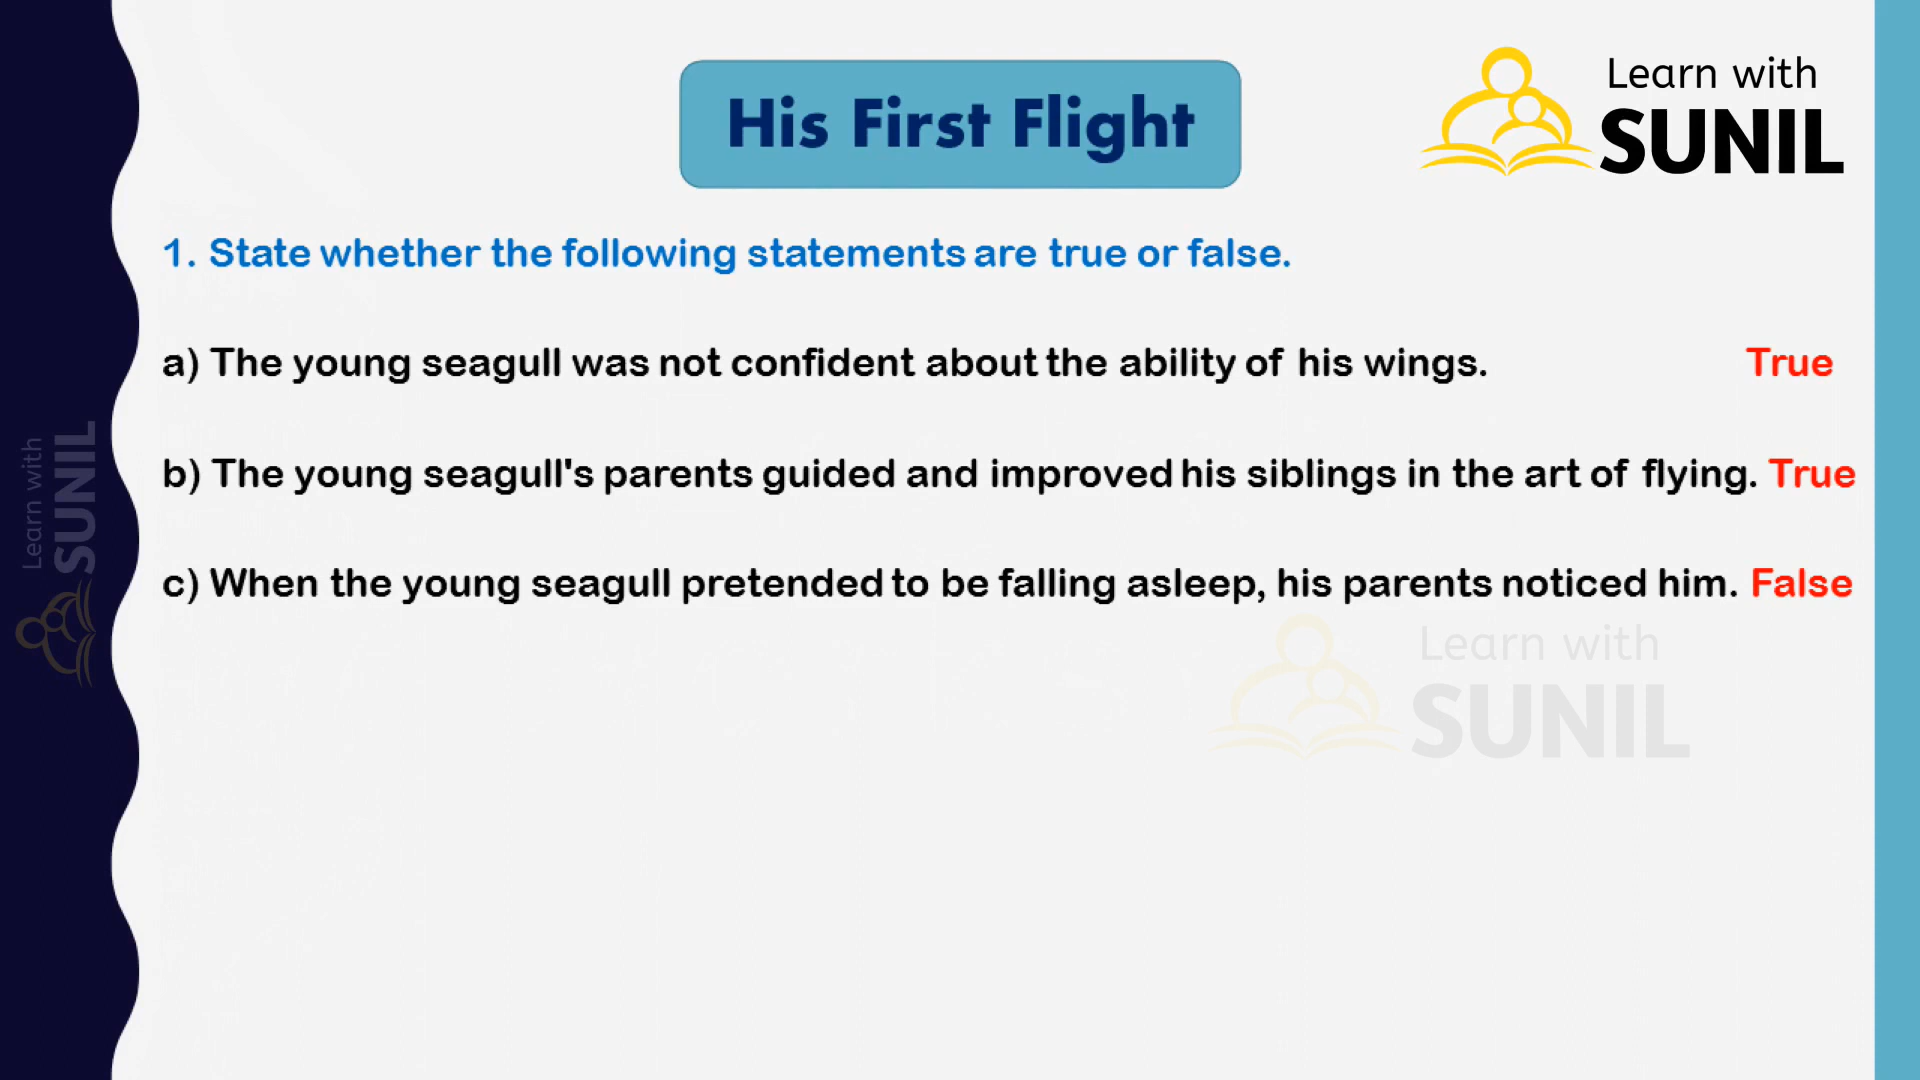 His First Flight
Learn with
SUNIL
1. State whether the following statements are true or false.
a) The young seagull was not confident about the ability of his wings. True
b) The young seagull's parents guided and improved his siblings in the art of flying. True
c) When the young seagull pretended to be falling asleep, his parents noticed him. False
Learn with
SUNIL
Learn with
SUNIL